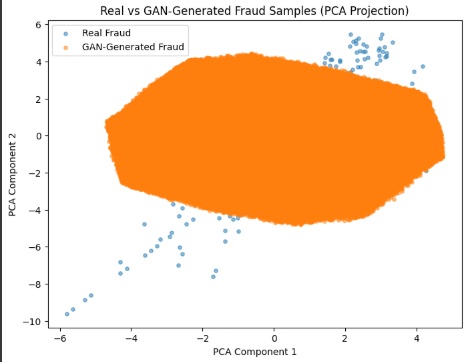 Real vs GAN-Generated Fraud Samples (PCA Projection)
Real Fraud
GAN-Generated Fraud
6
4
2
0
−2
−4
−6
−8
−10
PCA Component 2
−6 −4 −2 0 2 4
PCA Component 1